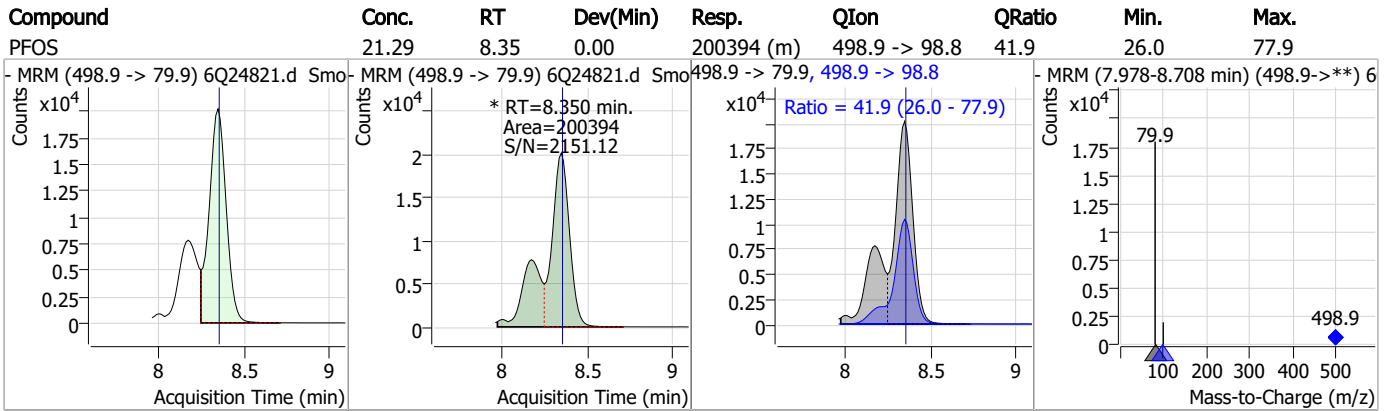 Compound Conc. RT Dev(Min) Resp. QIon QRatio Min. Max.
PFOS 21.29 8.35 0.00 200394 (m) 498.9 -> 98.8 41.9 26.0 77.9
- MRM (498.9 -> 79.9) 6Q24821.d Smo
Counts
x10⁴
1.75
1.5
1.25
1
0.75
0.5
0.25
0
8 8.5 9
Acquisition Time (min)
- MRM (498.9 -> 79.9) 6Q24821.d Smo
Counts
x10⁴
* RT=8.350 min.
Area=200394
S/N=2151.12
2
1.5
1
0.5
0
8 8.5 9
Acquisition Time (min)
498.9 -> 79.9, 498.9 -> 98.8
x10⁴
Ratio = 41.9 (26.0 - 77.9)
1.75
1.5
1.25
1
0.75
0.5
0.25
0
8 8.5 9
- MRM (7.978-8.708 min) (498.9->**) 6
Counts
x10⁴
79.9
1.75
1.5
1.25
1
0.75
0.5
0.25
0
498.9
100 200 300 400 500
Mass-to-Charge (m/z)